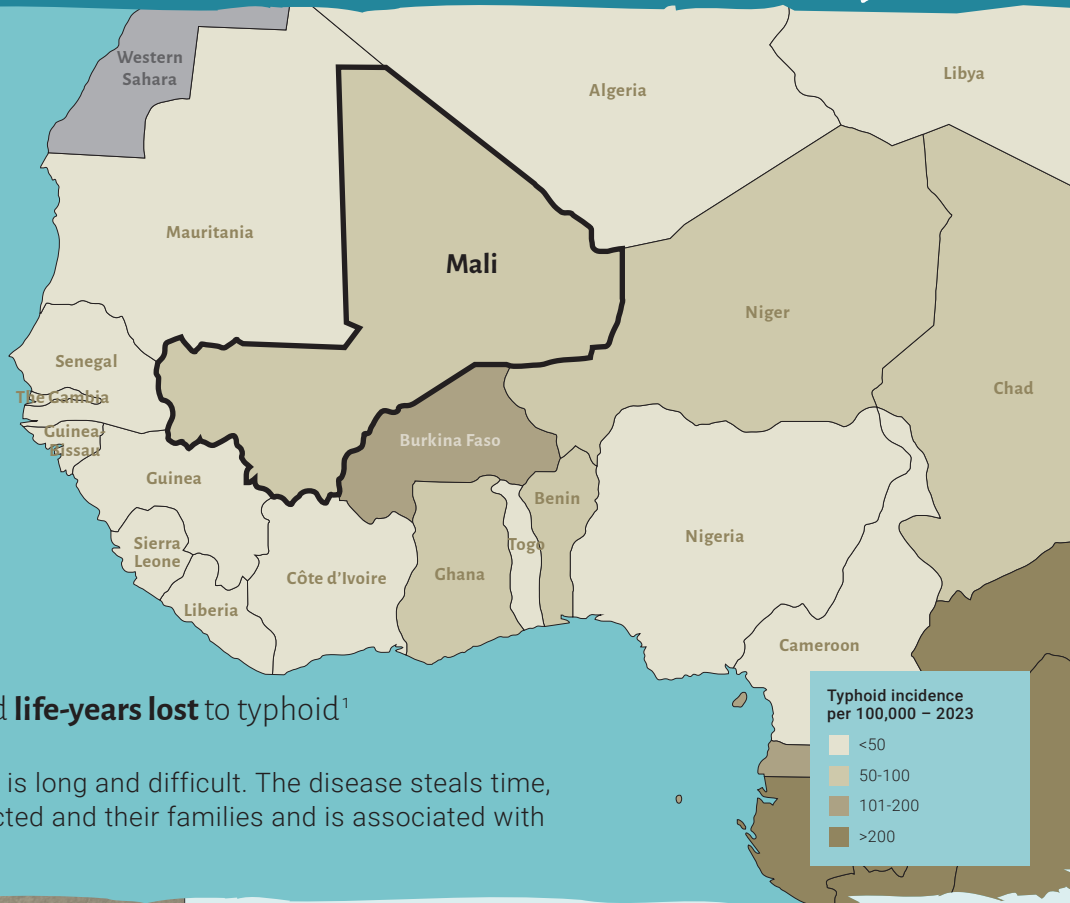 Western
Sahara
Algeria
Libya
Mauritania
Mali
Niger
Senegal
Chad
The Gambia
Guinea-
Bissau
Burkina Faso
Guinea
Benin
Nigeria
Sierra
Leone
Togo
Côte d'Ivoire
Ghana
Liberia
Cameroon
life-years lost to typhoid1
is long and difficult. The disease steals time,
and their families and is associated with
Typhoid incidence
per 100,000 – 2023
<50
50-100
101-200
>200